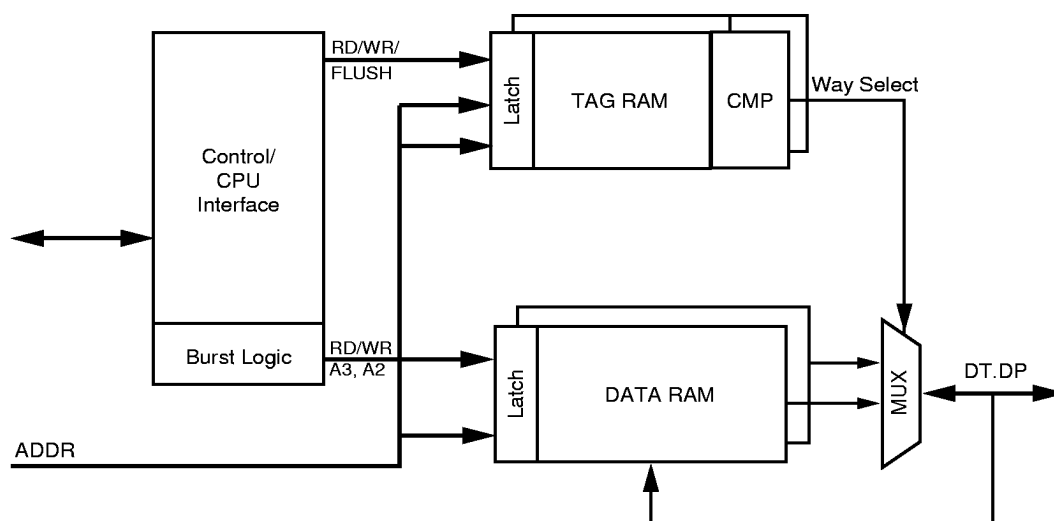 RD/WR/
FLUSH
Latch
TAG RAM
CMP
Way Select
Control/
CPU
Interface
Burst Logic
RD/WR
A3, A2
Latch
DATA RAM
MUX
DT.DP
ADDR